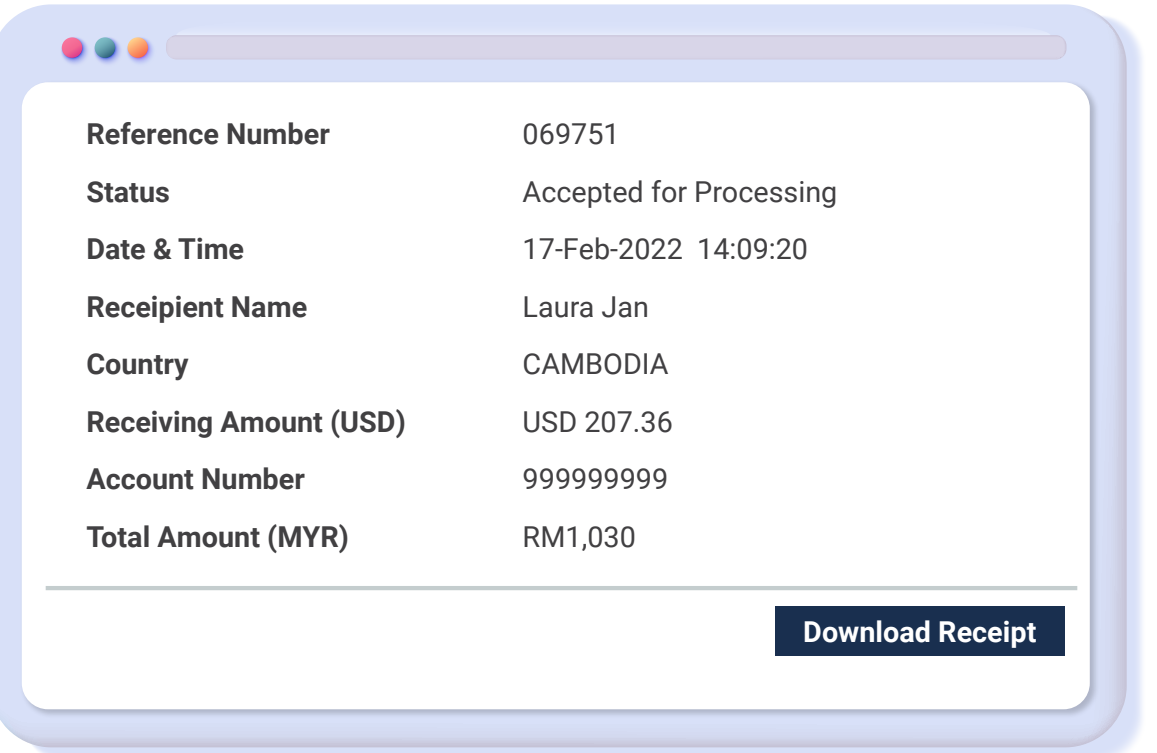 Reference Number 069751
Status Accepted for Processing
Date & Time 17-Feb-2022 14:09:20
Receipient Name Laura Jan
Country CAMBODIA
Receiving Amount (USD) USD 207.36
Account Number 999999999
Total Amount (MYR) RM1,030
Download Receipt